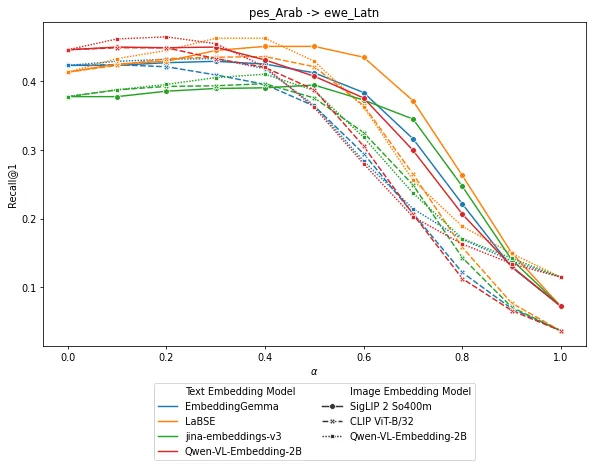 pes_Arab -> ewe_Latn
Recall@1
0.4
0.3
0.2
0.1
0.0 0.2 0.4 0.6 0.8 1.0
α
Text Embedding Model
EmbeddingGemma
LaBSE
jina-embeddings-v3
Qwen-VL-Embedding-2B
Image Embedding Model
SigLIP 2 So400m
CLIP ViT-B/32
Qwen-VL-Embedding-2B